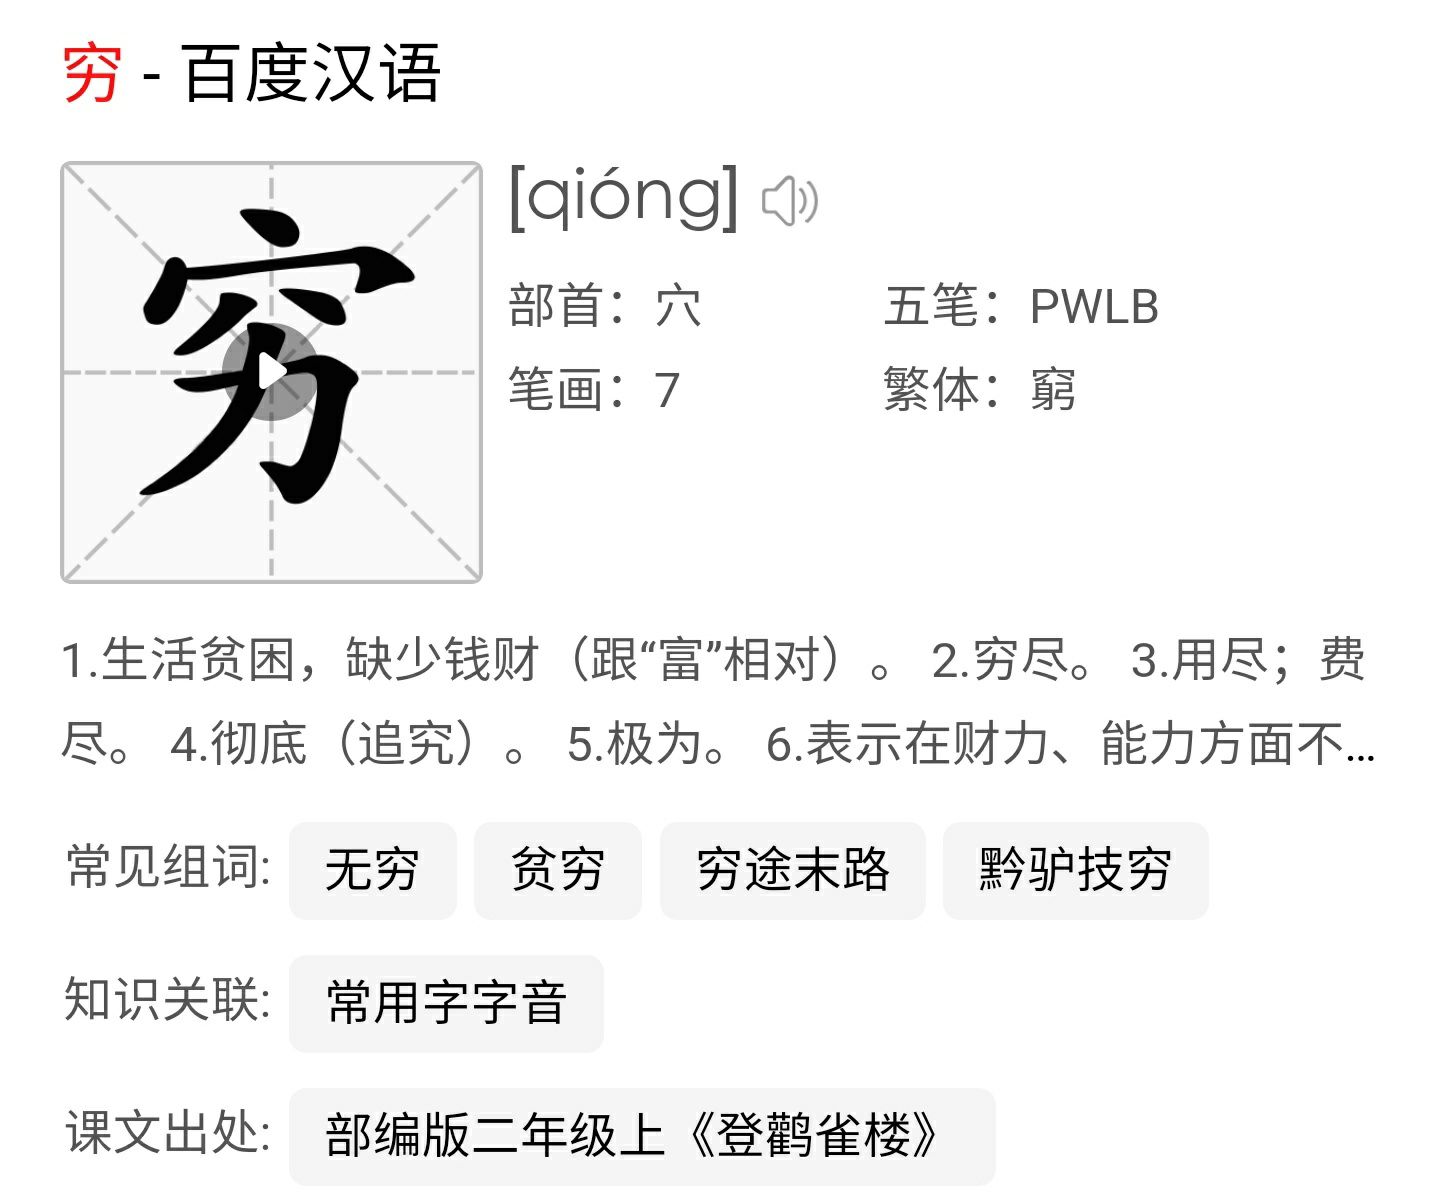 穷 - 百度汉语
穷
[qióng]
部首：穴 五笔：PWLB
笔画：7 繁体：窮
1.生活贫困，缺少钱财（跟“富”相对）。 2.穷尽。 3.用尽；费
尽。 4.彻底（追究）。 5.极为。 6.表示在财力、能力方面不...
常见组词: 无穷 贫穷 穷途末路 黔驴技穷
知识关联: 常用字字音
课文出处: 部编版二年级上《登鹳雀楼》